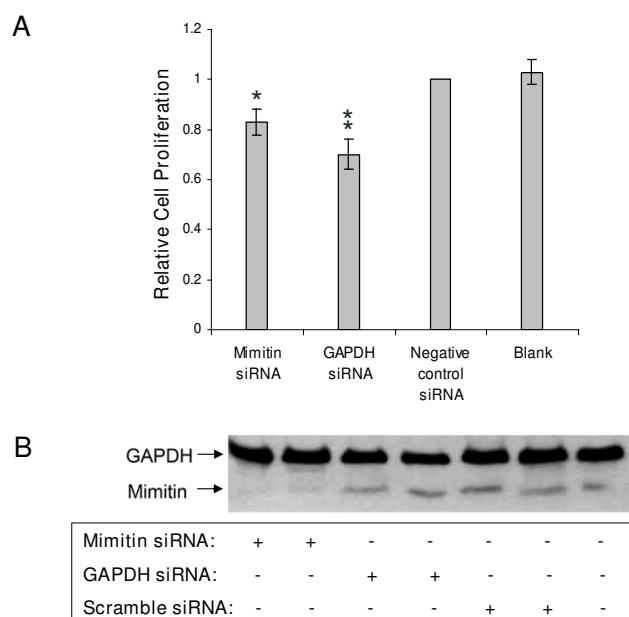 A
Relative Cell Proliferation
1.2
1
0.8
0.6
0.4
0.2
0
*
*
*
Mimitin
siRNA
GAPDH
siRNA
Negative
control
siRNA
Blank
B
GAPDH
Mimitin
Mimitin siRNA: + + - - - - -
GAPDH siRNA: - - + + - - -
Scramble siRNA: - - - - + + -